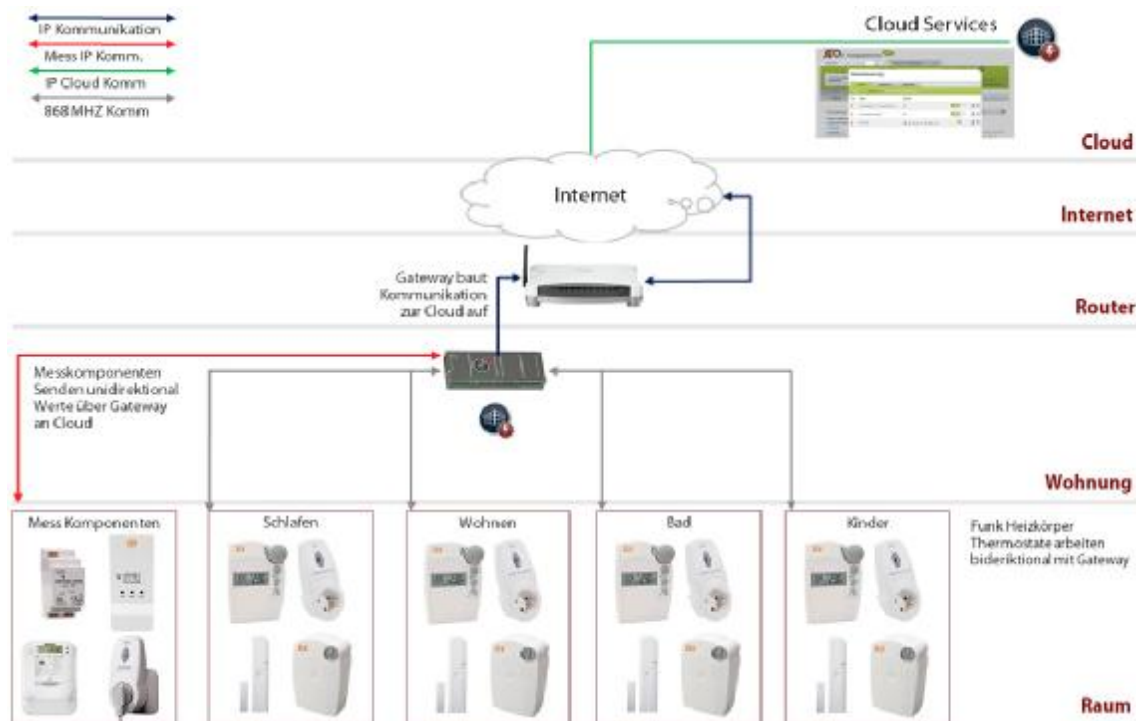 IP Kommunikation
Mess IP Komm.
IP Cloud Komm
868 MHZ Komm
Cloud Services
Cloud
Internet
Internet
Gateway baut
Kommunikation
zur Cloud auf
Router
Messkomponenten
Senden unidirektional
Werte über Gateway
an Cloud
Wohnung
Mess Komponenten
Schlafen
Wohnen
Bad
Kinder
Funk Heizkörper
Thermostate arbeiten
bideriktional mit Gateway
Raum